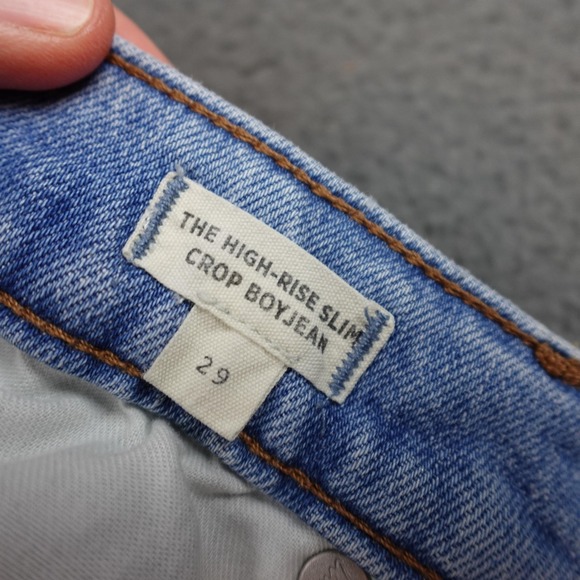 THE HIGH-RISE SLIM
CROP BOYJEAN
29